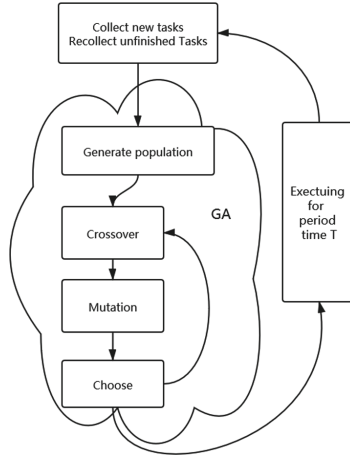 Collect new tasks
Recollect unfinished Tasks
Generate population
GA
Crossover
Mutation
Choose
Exectuing
for
period
time T